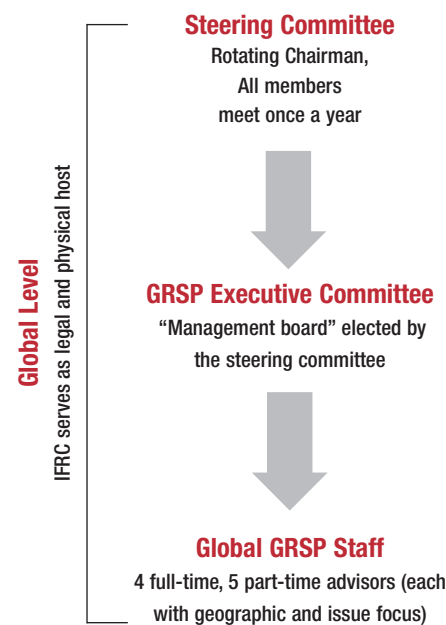 Steering Committee
Rotating Chairman,
All members
meet once a year
Global Level
IFRC serves as legal and physical host
GRSP Executive Committee
“Management board” elected by
the steering committee
Global GRSP Staff
4 full-time, 5 part-time advisors (each
with geographic and issue focus)